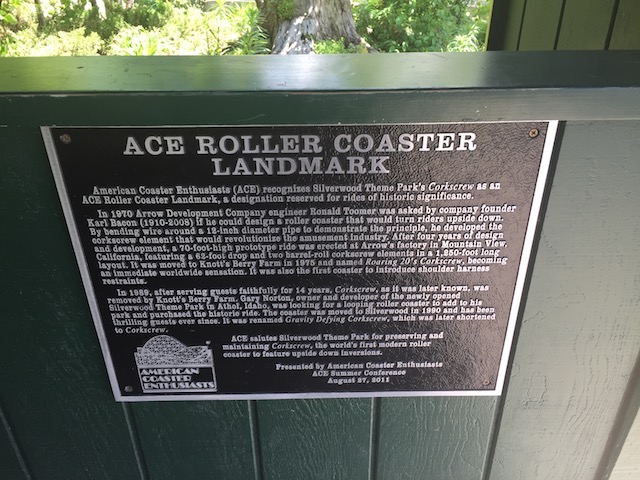 ACE ROLLER COASTER
LANDMARK
American Coaster Enthusiasts (ACE) recognizes Silverwood Theme Park's Corkscrew as an
ACE Roller Coaster Landmark, a designation reserved for rides of historic significance.
In 1970 Arrow Development Company engineer Ronald Toomer was asked by company founder
Karl Bacon (1910-2008) if he could design a roller coaster that would turn riders upside down.
By bending wire around a 12-inch diameter pipe to demonstrate the principle, he developed the
corkscrew element that would revolutionize the amusement industry. After four years of design
and development, a 70-foot-high prototype ride was erected at Arrow's factory in Mountain View,
California, featuring a 62-foot drop and two barrel-roll corkscrew elements in a 1,250-foot long
layout. It was moved to Knott's Berry Farm in 1975 and named Roaring 20's Corkscrew, becoming
an immediate worldwide sensation. It was also the first coaster to introduce shoulder harness
restraints.
In 1989, after serving guests faithfully for 14 years, Corkscrew, as it was later known, was
removed by Knott's Berry Farm. Gary Norton, owner and developer of the newly opened
Silverwood Theme Park in Athol, Idaho, was looking for a looping roller coaster to add to his
park and purchased the historic ride. The coaster was moved to Silverwood in 1990 and has been
thrilling guests ever since. It was renamed Gravity Defying Corkscrew, which was later shortened
to Corkscrew.
ACE salutes Silverwood Theme Park for preserving and
maintaining Corkscrew, the world's first modern roller
coaster to feature upside down inversions.
Presented by American Coaster Enthusiasts
ACE Summer Conference
August 27, 2011
AMERICAN
COASTER
ENTHUSIASTS